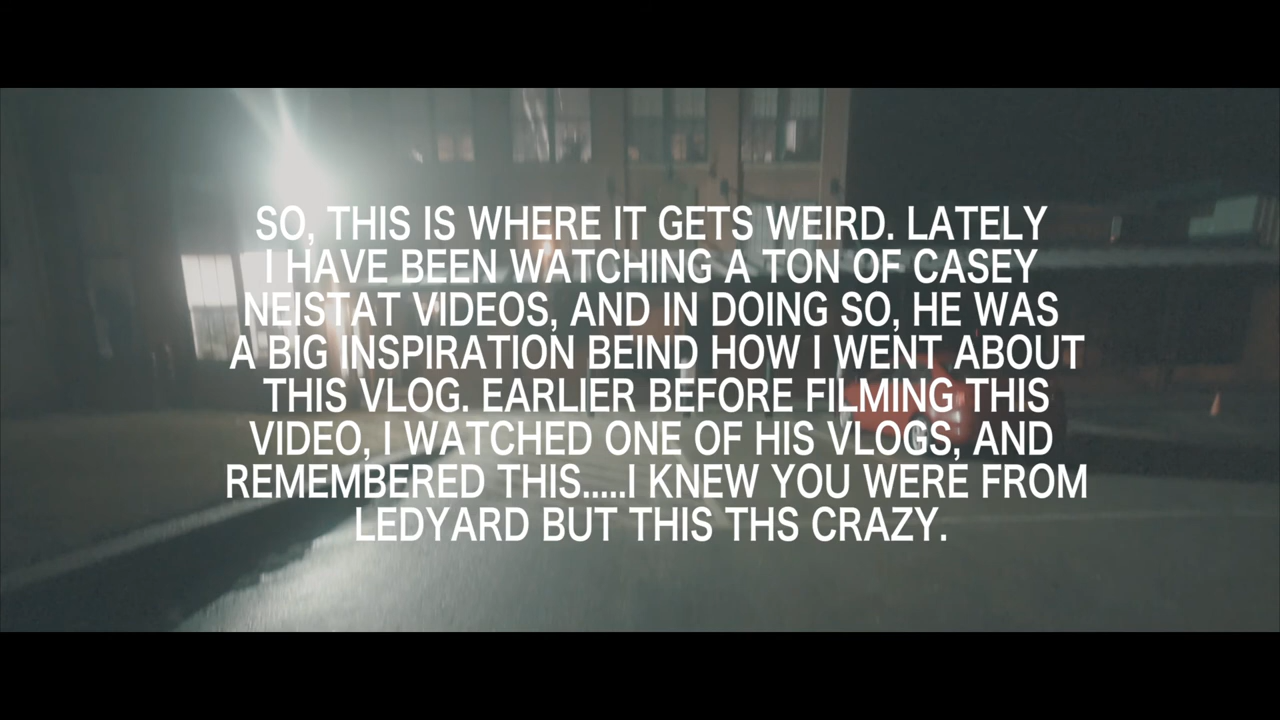 SO, THIS IS WHERE IT GETS WEIRD. LATELY
I HAVE BEEN WATCHING A TON OF CASEY
NEISTAT VIDEOS, AND IN DOING SO, HE WAS
A BIG INSPIRATION BEIND HOW I WENT ABOUT
THIS VLOG. EARLIER BEFORE FILMING THIS
VIDEO, I WATCHED ONE OF HIS VLOGS, AND
REMEMBERED THIS.....I KNEW YOU WERE FROM
LEDYARD BUT THIS THS CRAZY.